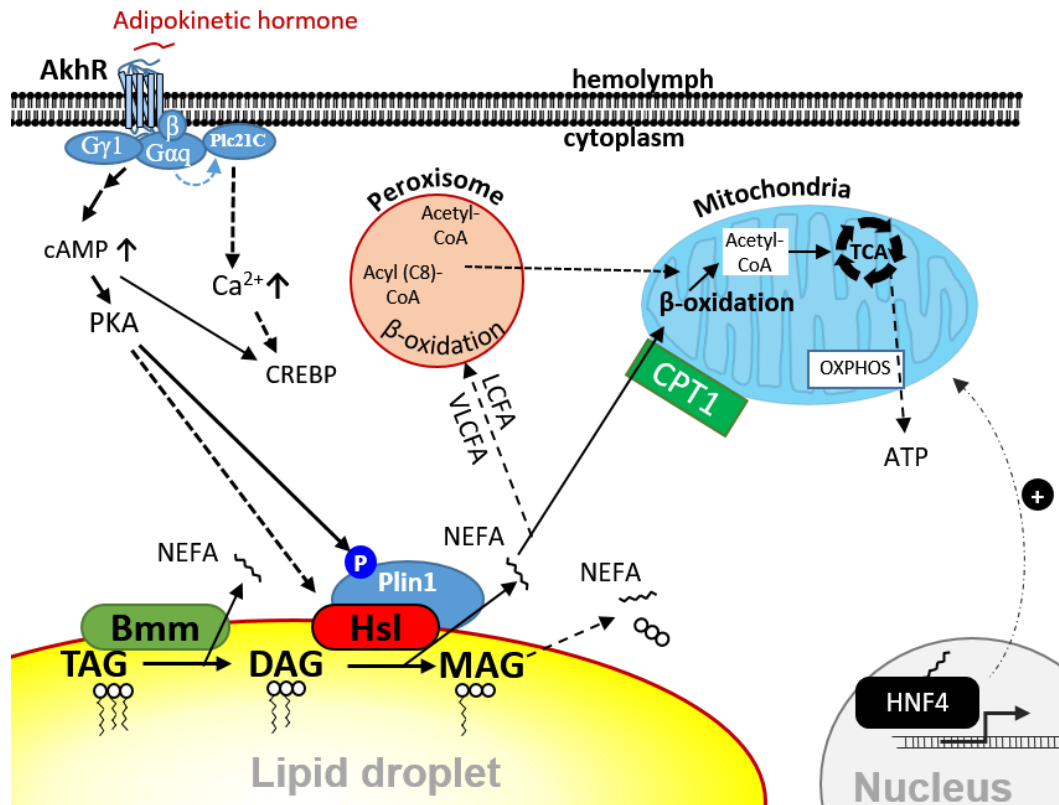 Adipokinetic hormone
AkhR
hemolymph
cytoplasm
Gγ1
β
Gαq
Plc21C
cAMP ↑
Ca²⁺ ↑
PKA
CREBP
Peroxisome
Acetyl-
CoA
Acyl (C8)-
CoA
β-oxidation
Mitochondria
Acetyl-
CoA
TCA
β-oxidation
OXPHOS
CPT1
ATP
LCFA
VLCFA
+
NEFA
NEFA
NEFA
P
Plin1
Bmm
Hsl
TAG
DAG
MAG
Lipid droplet
HNF4
Nucleus